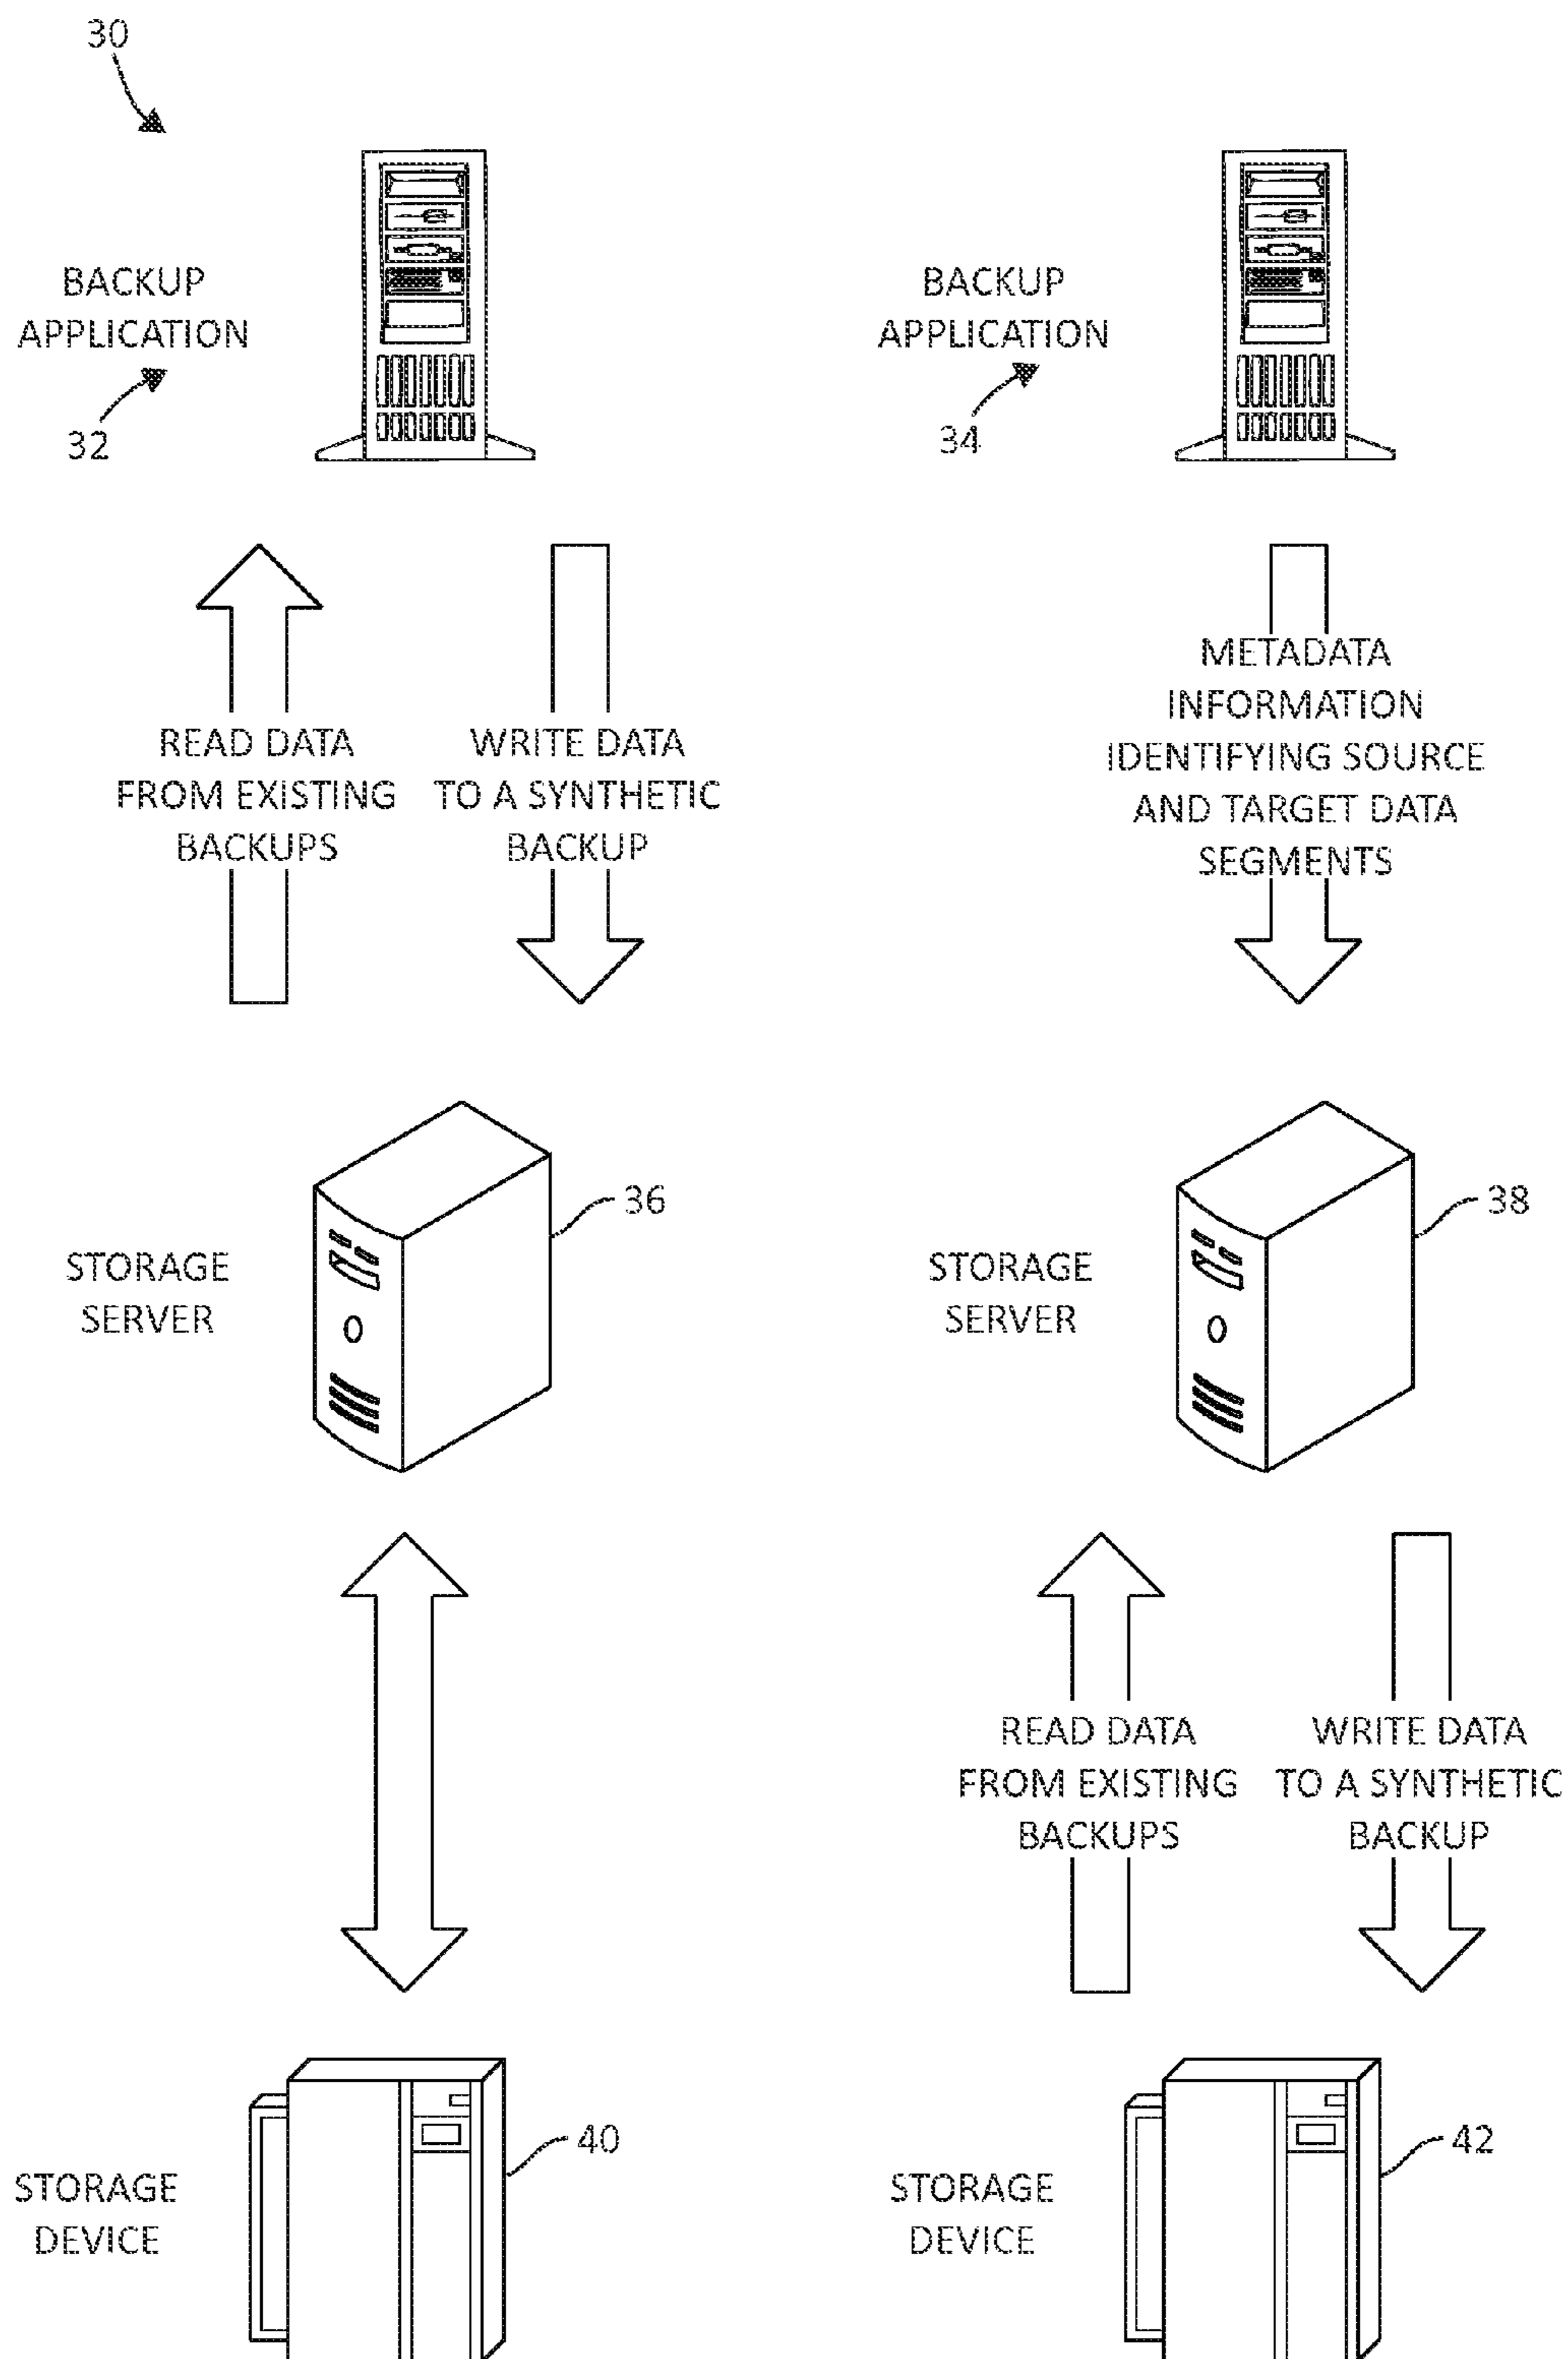 30
BACKUP
APPLICATION
32
BACKUP
APPLICATION
34
READ DATA
FROM EXISTING
BACKUPS
WRITE DATA
TO A SYNTHETIC
BACKUP
METADATA
INFORMATION
IDENTIFYING SOURCE
AND TARGET DATA
SEGMENTS
STORAGE
SERVER
36
STORAGE
SERVER
38
READ DATA
FROM EXISTING
BACKUPS
WRITE DATA
TO A SYNTHETIC
BACKUP
STORAGE
DEVICE
40
STORAGE
DEVICE
42